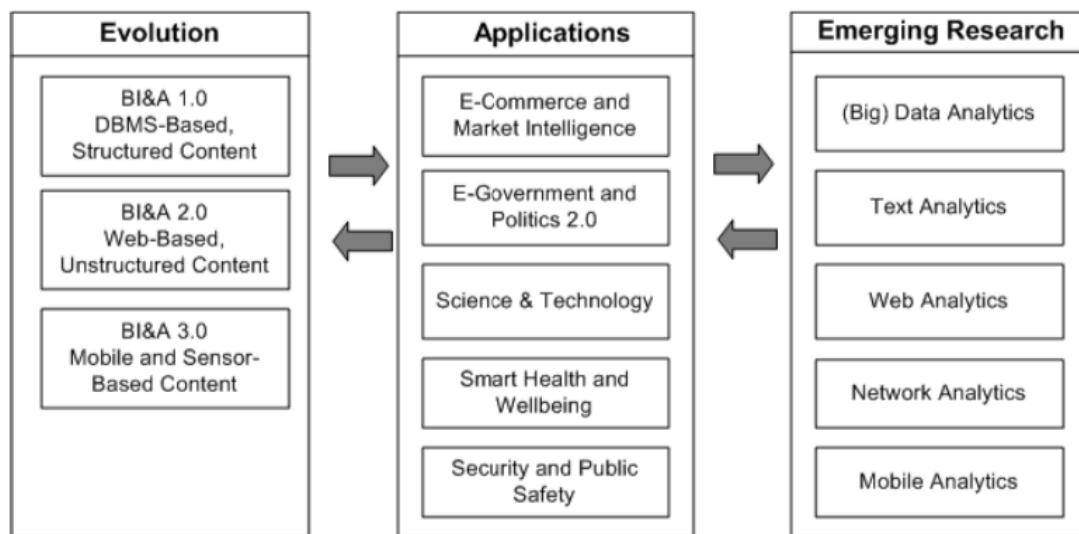 Evolution
BI&A 1.0
DBMS-Based,
Structured Content
BI&A 2.0
Web-Based,
Unstructured Content
BI&A 3.0
Mobile and Sensor-
Based Content
Applications
E-Commerce and
Market Intelligence
E-Government and
Politics 2.0
Science & Technology
Smart Health and
Wellbeing
Security and Public
Safety
Emerging Research
(Big) Data Analytics
Text Analytics
Web Analytics
Network Analytics
Mobile Analytics